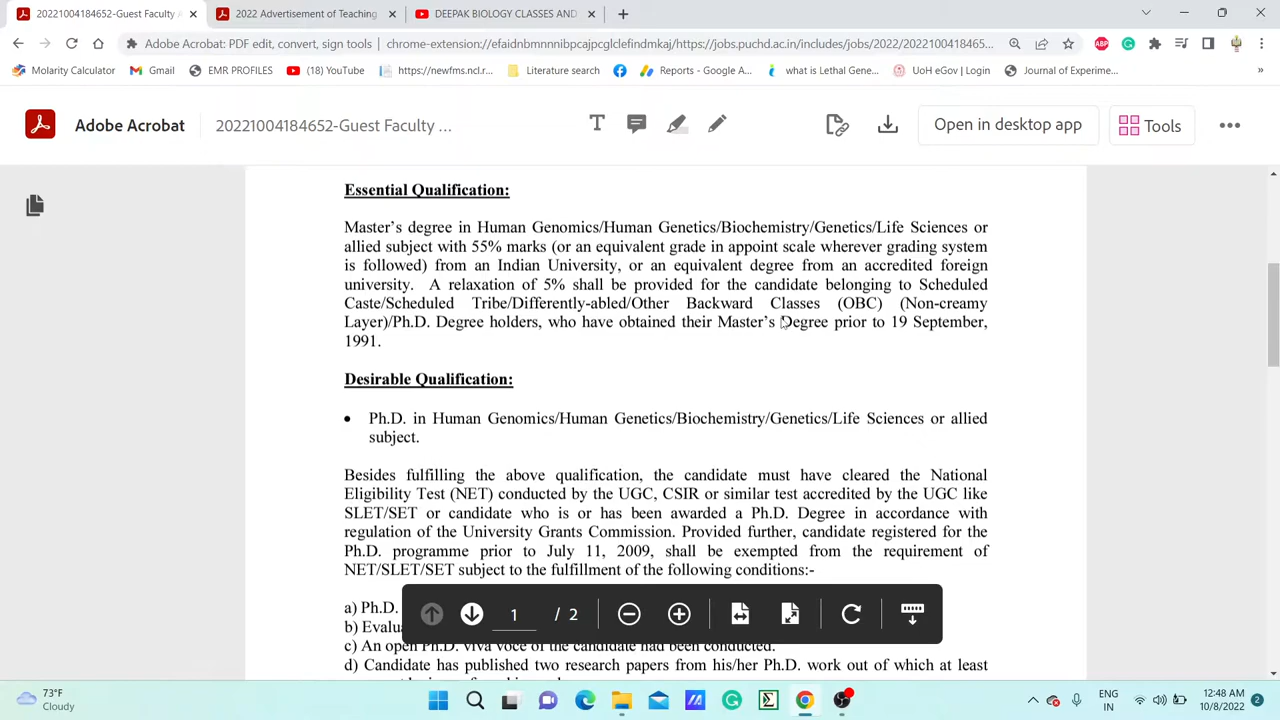 20221004184652-Guest Faculty A
2022 Advertisement of Teaching
DEEPAK BIOLOGY CLASSES AND
Adobe Acrobat: PDF edit, convert, sign tools | chrome-extension://efaidnbmnnnibpcajpcglclefindmkaj/https://jobs.puchd.ac.in/includes/jobs/2022/2022100418465...
Molarity Calculator
Gmail
EMR PROFILES
(18) YouTube
https://newfms.ncl.r...
Literature search
Reports - Google A...
what is Lethal Gene...
UoH eGov | Login
Journal of Experime...
»
Adobe Acrobat
20221004184652-Guest Faculty ...
Open in desktop app
Tools
Essential Qualification:
Master's degree in Human Genomics/Human Genetics/Biochemistry/Genetics/Life Sciences or
allied subject with 55% marks (or an equivalent grade in appoint scale wherever grading system
is followed) from an Indian University, or an equivalent degree from an accredited foreign
university. A relaxation of 5% shall be provided for the candidate belonging to Scheduled
Caste/Scheduled Tribe/Differently-abled/Other Backward Classes (OBC) (Non-creamy
Layer)/Ph.D. Degree holders, who have obtained their Master's Degree prior to 19 September,
1991.
Desirable Qualification:
• Ph.D. in Human Genomics/Human Genetics/Biochemistry/Genetics/Life Sciences or allied
subject.
Besides fulfilling the above qualification, the candidate must have cleared the National
Eligibility Test (NET) conducted by the UGC, CSIR or similar test accredited by the UGC like
SLET/SET or candidate who is or has been awarded a Ph.D. Degree in accordance with
regulation of the University Grants Commission. Provided further, candidate registered for the
Ph.D. programme prior to July 11, 2009, shall be exempted from the requirement of
NET/SLET/SET subject to the fulfillment of the following conditions:-
a) Ph.D.
b) Evalua
c) An open Ph.D. viva voce of the candidate had been conducted.
d) Candidate has published two research papers from his/her Ph.D. work out of which at least
1 / 2
73°F
Cloudy
ENG
IN
12:48 AM
10/8/2022
2